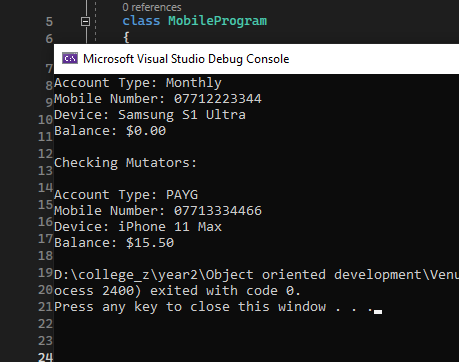 0 references
5 class MobileProgram
6 {
C:\ Microsoft Visual Studio Debug Console
7
8 Account Type: Monthly
9 Mobile Number: 07712223344
10 Device: Samsung S1 Ultra
11 Balance: $0.00
12
13 Checking Mutators:
14
15 Account Type: PAYG
16 Mobile Number: 07713334466
17 Device: iPhone 11 Max
18 Balance: $15.50
19
20 D:\college_z\year2\Object oriented development\Venu
21 ocess 2400) exited with code 0.
22 Press any key to close this window . . .
24